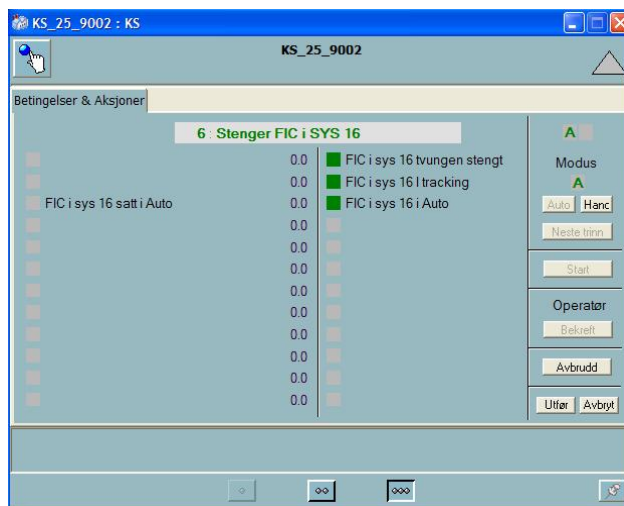 KS_25_9002 : KS
KS_25_9002
Betingelser & Aksjoner
6 : Stenger FIC i SYS 16
A
0.0 FIC i sys 16 tvungen stengt
Modus
0.0 FIC i sys 16 I tracking
A
FIC i sys 16 satt i Auto 0.0 FIC i sys 16 i Auto
Auto Hanc
0.0
Neste trinn
0.0
0.0
Start
0.0
0.0
Operatør
0.0
Bekreft
0.0
0.0
Avbrudd
0.0
Utfør Avbryt